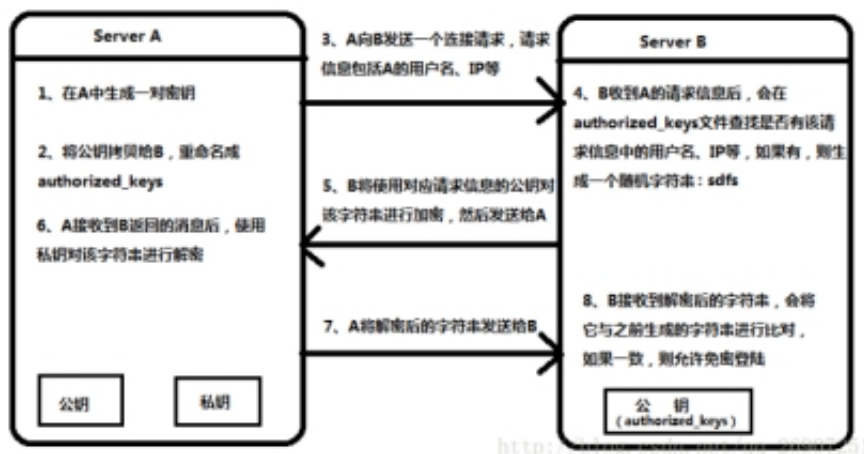 Server A
1、在A中生成一对密钥
2、将公钥拷贝给B，重命名成
authorized_keys
6、A接收到B返回的消息后，使用
私钥对该字符串进行解密
公钥
私钥
3、A向B发送一个连接请求，请求
信息包括A的用户名、IP等
5、B将使用对应请求信息的公钥对
该字符串进行加密，然后发送给A
7、A将解密后的字符串发送给B
Server B
4、B收到A的请求信息后，会在
authorized_keys文件查找是否有该请
求信息中的用户名、IP等，如果有，则生
成一个随机字符串：sdfs
8、B接收到解密后的字符串，会将
它与之前生成的字符串进行比对，
如果一致，则允许免密登陆
公 钥
（authorized_keys）